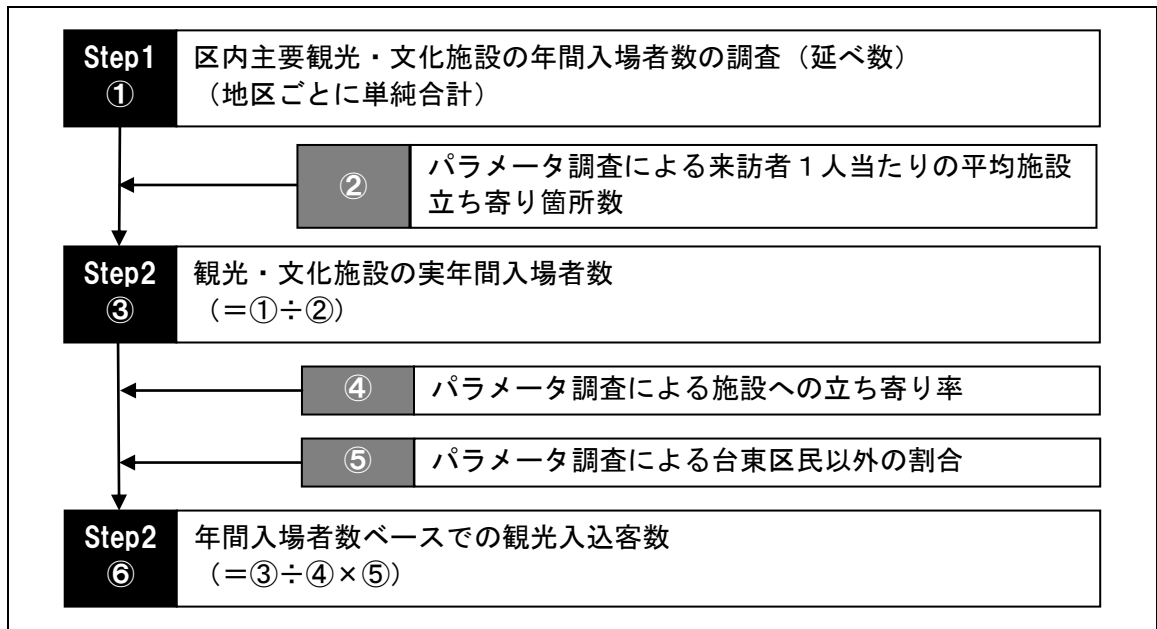 Step1
①
区内主要観光・文化施設の年間入場者数の調査（延べ数）
（地区ごとに単純合計）
②
パラメータ調査による来訪者１人当たりの平均施設
立ち寄り箇所数
Step2
③
観光・文化施設の実年間入場者数
（＝①÷②）
④
パラメータ調査による施設への立ち寄り率
⑤
パラメータ調査による台東区民以外の割合
Step2
⑥
年間入場者数ベースでの観光入込客数
（＝③÷④×⑤）